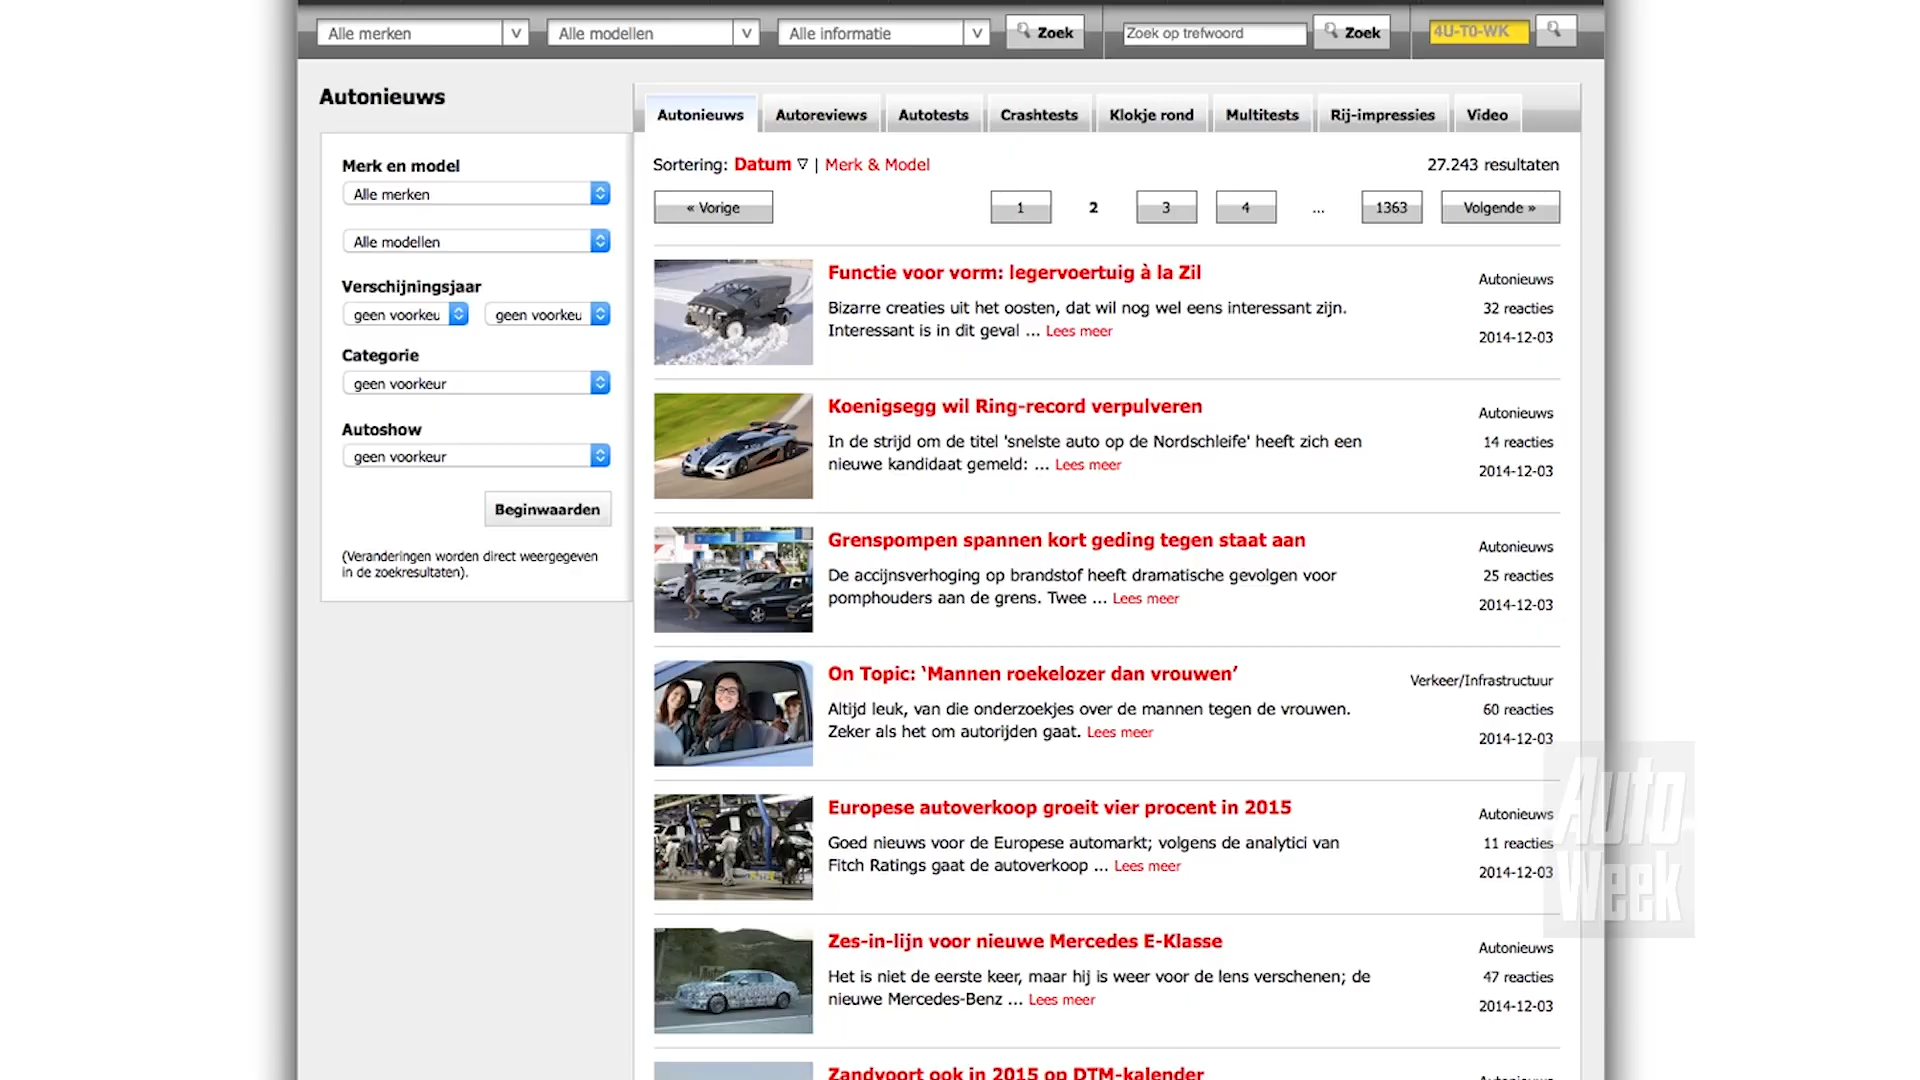 Alle merken
Alle modellen
Alle informatie
Zoek
Zoek op trefwoord
Zoek
4U-T0-WK
Autonieuws
Merk en model
Alle merken
Alle modellen
Verschijningsjaar
geen voorkeu
geen voorkeu
Categorie
geen voorkeur
Autoshow
geen voorkeur
Beginwaarden
(Veranderingen worden direct weergegeven
in de zoekresultaten).
Autonieuws
Autoreviews
Autotests
Crashtests
Klokje rond
Multitests
Rij-impressies
Video
Sortering: Datum ▽ | Merk & Model
27.243 resultaten
« Vorige
1
2
3
4
...
1363
Volgende »
Functie voor vorm: legervoertuig à la Zil
Bizarre creaties uit het oosten, dat wil nog wel eens interessant zijn.
Interessant is in dit geval ... Lees meer
Autonieuws
32 reacties
2014-12-03
Koenigsegg wil Ring-record verpulveren
In de strijd om de titel 'snelste auto op de Nordschleife' heeft zich een
nieuwe kandidaat gemeld: ... Lees meer
Autonieuws
14 reacties
2014-12-03
Grenspompen spannen kort geding tegen staat aan
De accijnsverhoging op brandstof heeft dramatische gevolgen voor
pomphouders aan de grens. Twee ... Lees meer
Autonieuws
25 reacties
2014-12-03
On Topic: ‘Mannen roekelozer dan vrouwen’
Altijd leuk, van die onderzoekjes over de mannen tegen de vrouwen.
Zeker als het om autorijden gaat. Lees meer
Verkeer/Infrastructuur
60 reacties
2014-12-03
Europese autoverkoop groeit vier procent in 2015
Goed nieuws voor de Europese automarkt; volgens de analytici van
Fitch Ratings gaat de autoverkoop ... Lees meer
Autonieuws
11 reacties
2014-12-03
Zes-in-lijn voor nieuwe Mercedes E-Klasse
Het is niet de eerste keer, maar hij is weer voor de lens verschenen; de
nieuwe Mercedes-Benz ... Lees meer
Autonieuws
47 reacties
2014-12-03
Zandvoort ook in 2015 op DTM-kalender
Autonieuws
Auto
Week